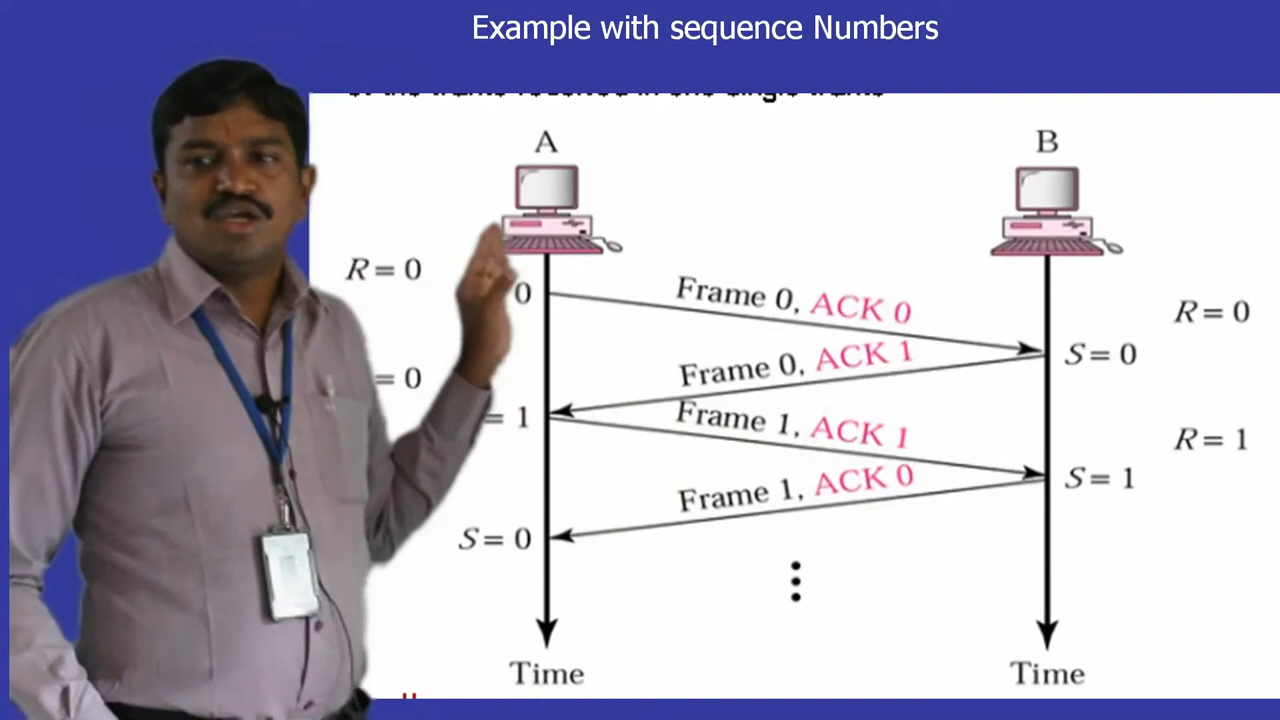 Example with sequence Numbers
A B
R = 0
0 Frame 0, ACK 0 R = 0
Frame 0, ACK 1 S = 0
= 0
= 1 Frame 1, ACK 1 R = 1
Frame 1, ACK 0 S = 1
S = 0
Time Time